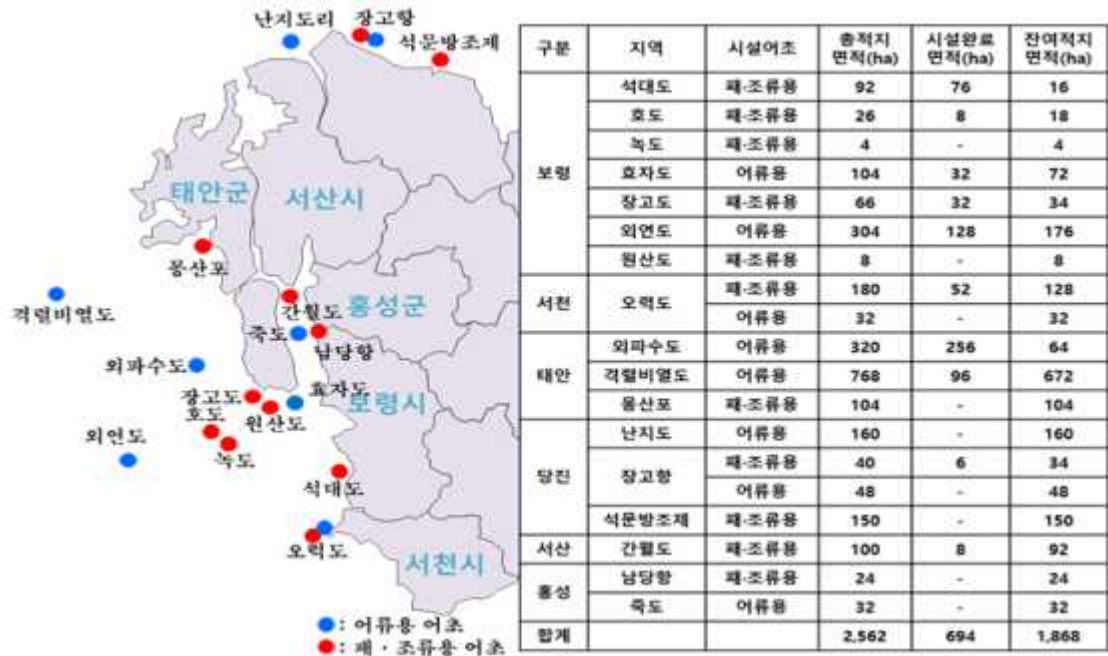 난지도리
장고항
석문방조제
태안군
서산시
몽산포
격렬비열도
간월도
홍성군
죽도
남당항
외파수도
장고도
효자도
호도
원산도
보령시
외연도
녹도
석대도
오력도
서천시
: 어류용 어초
: 패·조류용 어초
구분 지역 시설어조 총적지 면적(ha) 시설완료 면적(ha) 잔여적지 면적(ha)
보령 석대도 패·조류용 92 76 16
호도 패·조류용 26 8 18
녹도 패·조류용 4 - 4
효자도 어류용 104 32 72
장고도 패·조류용 66 32 34
외연도 어류용 304 128 176
원산도 패·조류용 8 - 8
서천 오력도 패·조류용 180 52 128
어류용 32 - 32
태안 외파수도 어류용 320 256 64
격렬비열도 어류용 768 96 672
몽산포 패·조류용 104 - 104
당진 난지도 어류용 160 - 160
장고항 패·조류용 40 6 34
어류용 48 - 48
석문방조제 패·조류용 150 - 150
서산 간월도 패·조류용 100 8 92
홍성 남당항 패·조류용 24 - 24
죽도 어류용 32 - 32
합계 2,562 694 1,868